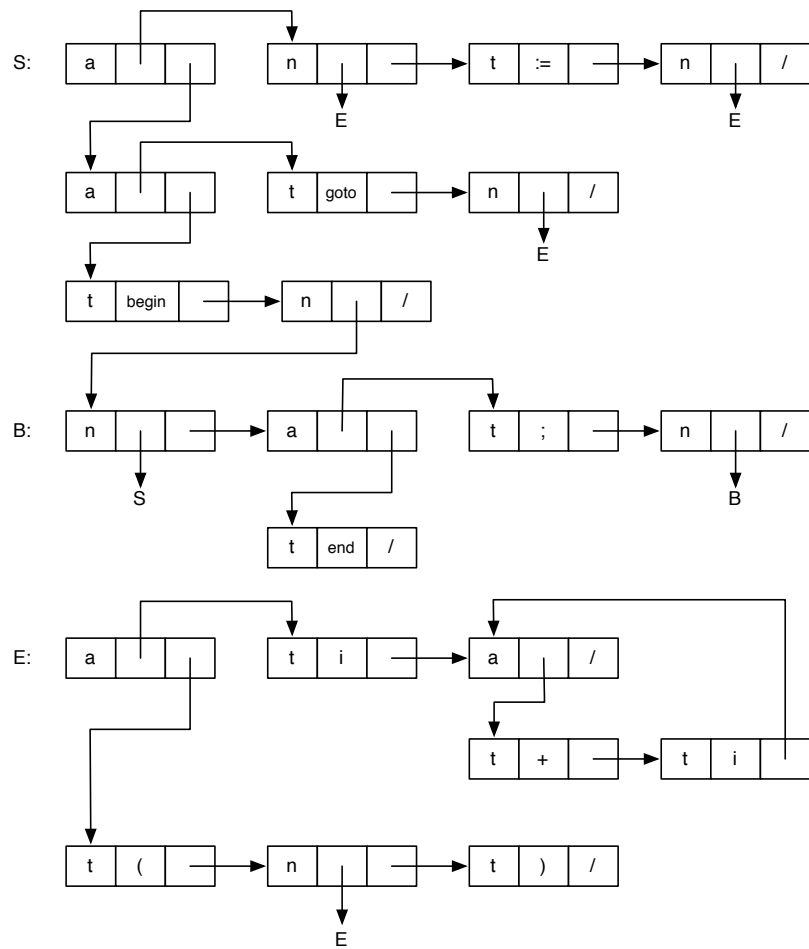 S: a n t := n /
E E
a t goto n /
E
t begin n /
B: n a t ; n /
S B
t end /
E: a t i a /
t + t i
t ( n t ) /
E